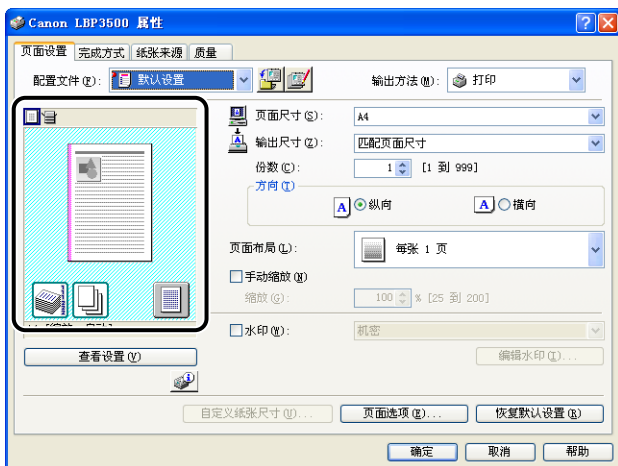 Canon LBP3500 属性
页面设置 完成方式 纸张来源 质量
配置文件(F): 默认设置 输出方法(M): 打印
页面尺寸(S): A4
输出尺寸(Z): 匹配页面尺寸
份数(C): 1 [1 到 999]
方向(T)
A 纵向 A 横向
页面布局(L): 每张 1 页
手动缩放(N)
缩放(G): 100 % [25 到 200]
水印(W): 机密
查看设置(V) 编辑水印(I)...
自定义纸张尺寸(U)... 页面选项(E)... 恢复默认设置(R)
确定 取消 帮助